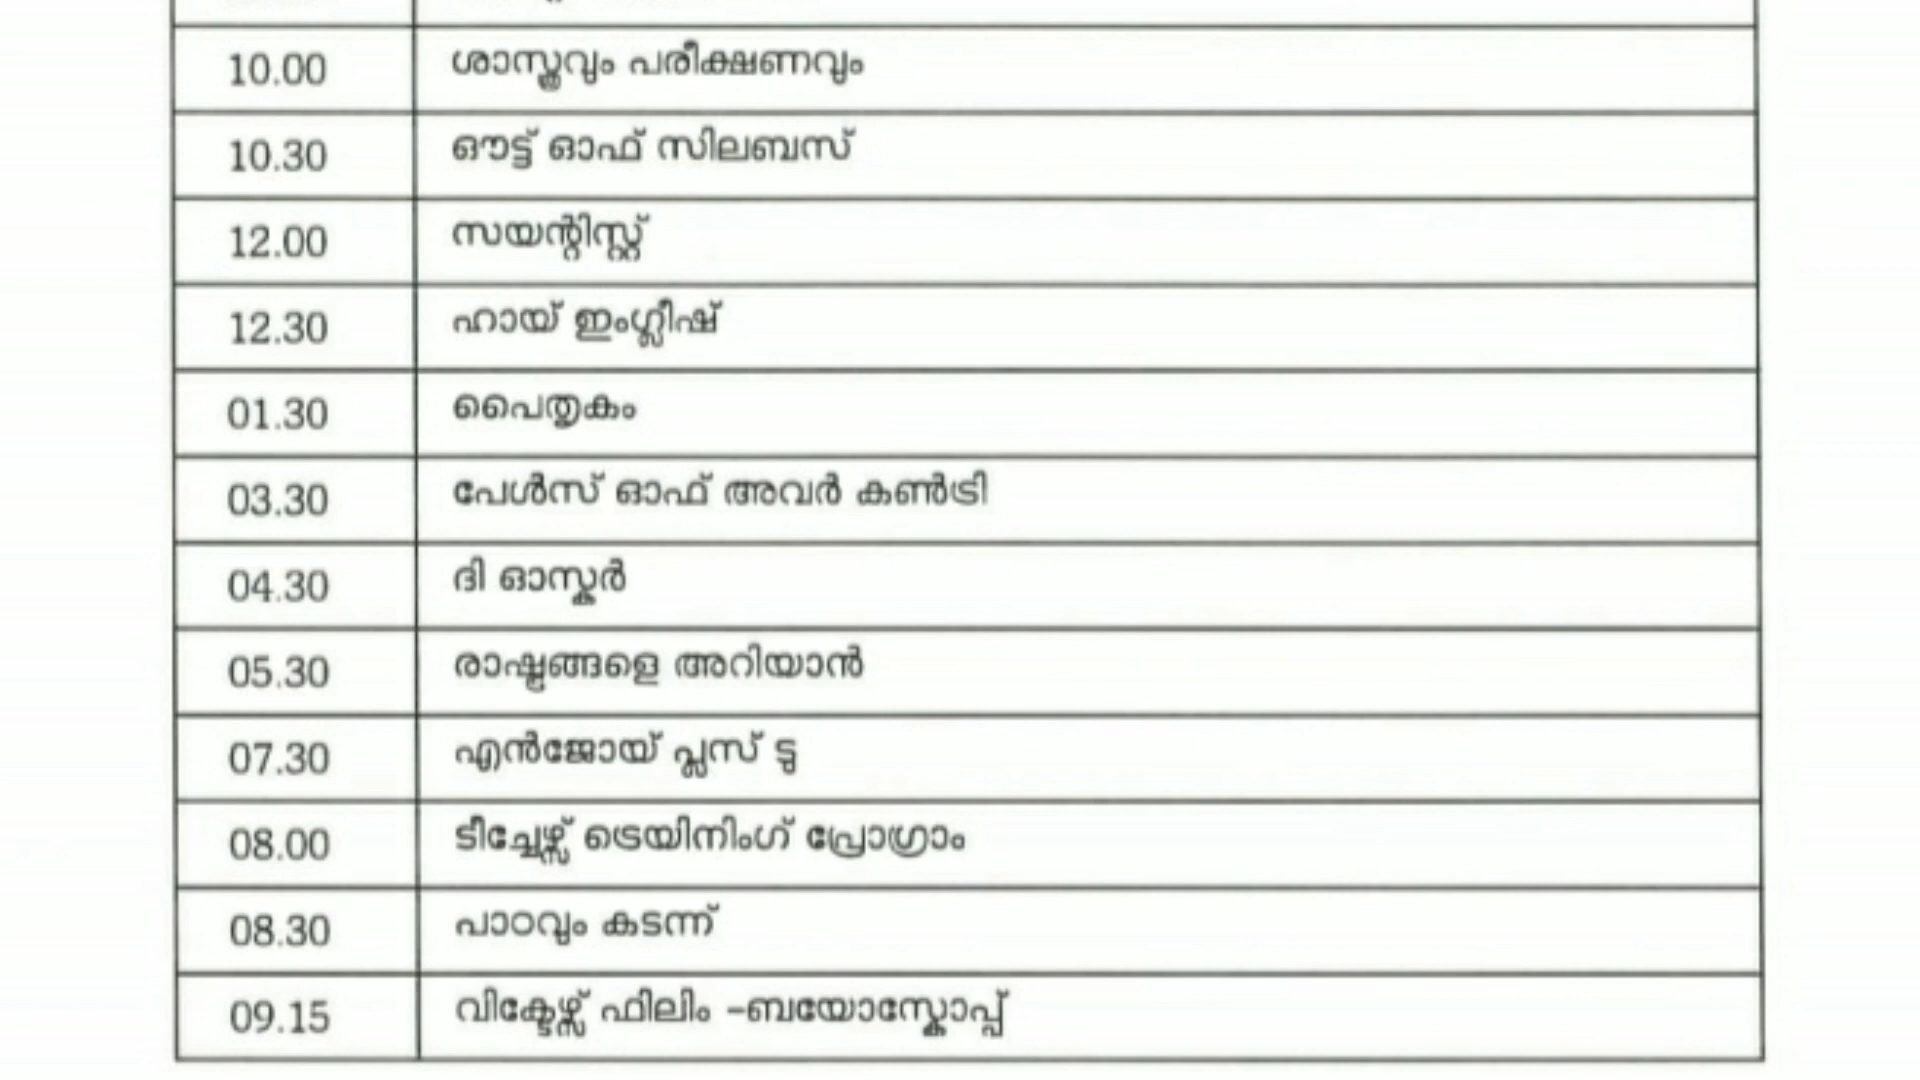 10.00 ശാസ്ത്രവും പരീക്ഷണവും
10.30 ഔട്ട് ഓഫ് സിലബസ്
12.00 സയന്റിസ്റ്റ്
12.30 ഹായ് ഇംഗ്ലീഷ്
01.30 പൈതൃകം
03.30 പേൾസ് ഓഫ് അവർ കൺട്രി
04.30 ദി ഓസ്കർ
05.30 രാഷ്ട്രങ്ങളെ അറിയാൻ
07.30 എൻജോയ് പ്ലസ് ടു
08.00 ടീച്ചേഴ്സ് ട്രെയിനിംഗ് പ്രോഗ്രാം
08.30 പാഠവും കടന്ന്
09.15 വിക്ടേഴ്സ് ഫിലിം –ബയോസ്കോപ്പ്